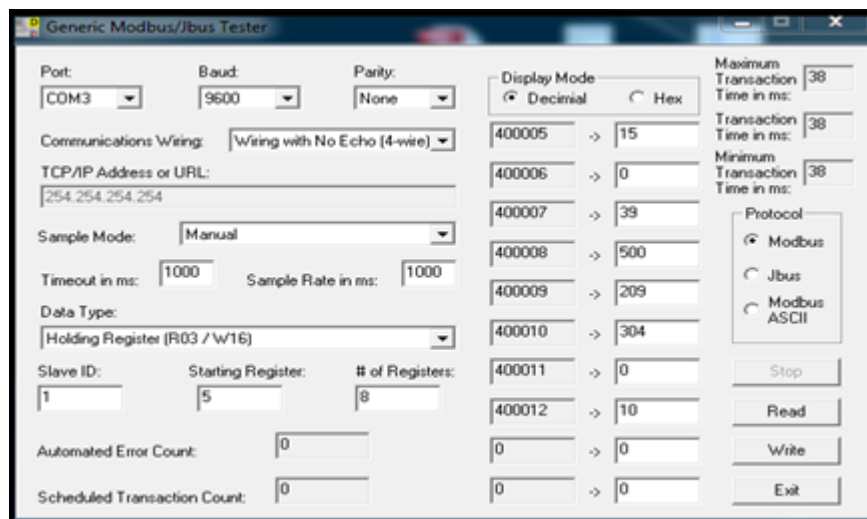 Generic Modbus/Jbus Tester
Port: Baud: Parity:
COM3 9600 None
Communications Wiring: Wiring with No Echo (4-wire)
TCP/IP Address or URL:
254.254.254.254
Sample Mode: Manual
Timeout in ms: 1000 Sample Rate in ms: 1000
Data Type:
Holding Register (R03 / W16)
Slave ID: Starting Register: # of Registers:
1 5 8
Automated Error Count: 0
Scheduled Transaction Count: 0
Display Mode
Decimial Hex
400005 -> 15
400006 -> 0
400007 -> 39
400008 -> 500
400009 -> 209
400010 -> 304
400011 -> 0
400012 -> 10
0 -> 0
0 -> 0
Maximum
Transaction 38
Time in ms:
Transaction 38
Time in ms:
Minimum
Transaction 38
Time in ms:
Protocol
Modbus
Jbus
Modbus
ASCII
Stop
Read
Write
Exit